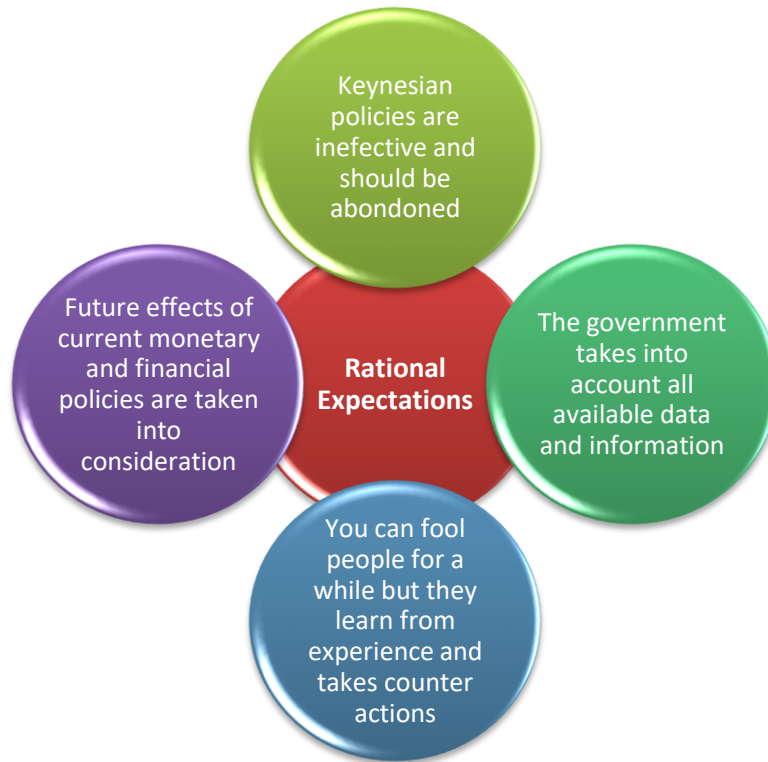 Keynesian
policies are
inefective and
should be
abondoned
Future effects of
current monetary
and financial
policies are taken
into
consideration
Rational
Expectations
The government
takes into
account all
available data
and information
You can fool
people for a
while but they
learn from
experience and
takes counter
actions